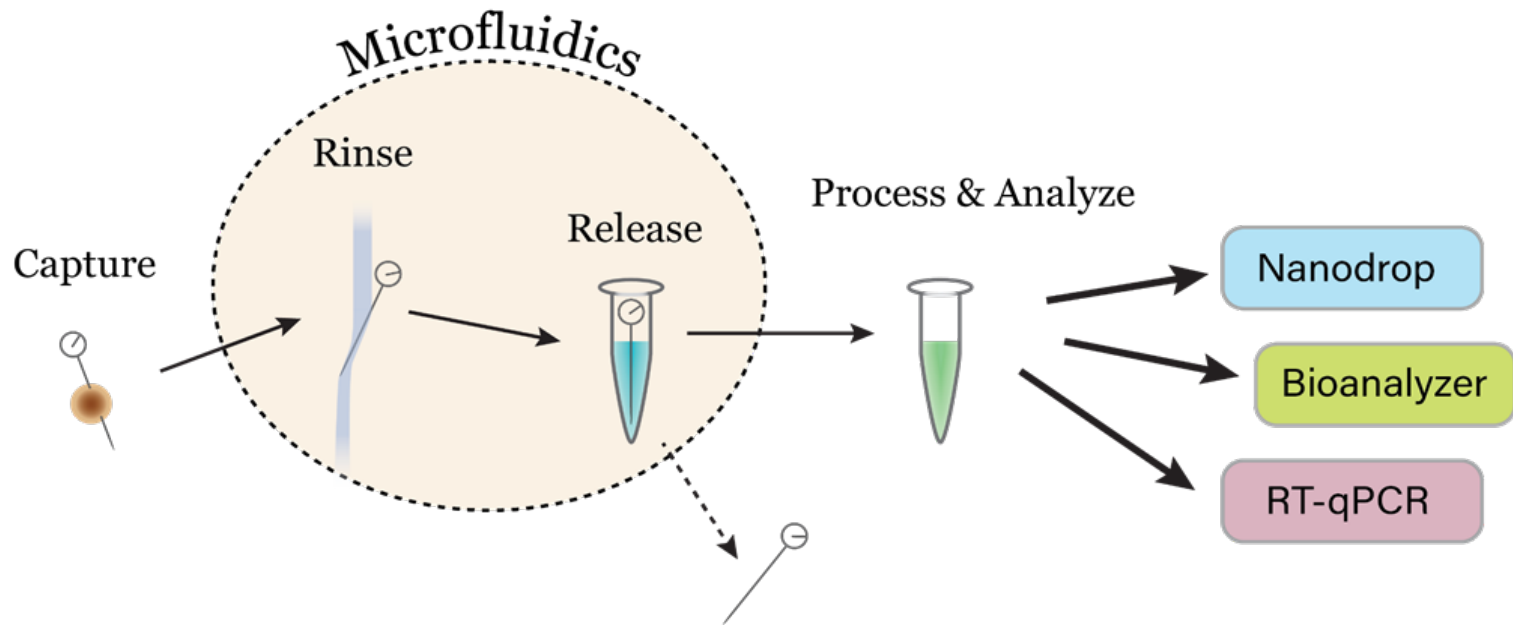 Microfluidics
Rinse
Release
Capture
Process & Analyze
Nanodrop
Bioanalyzer
RT-qPCR